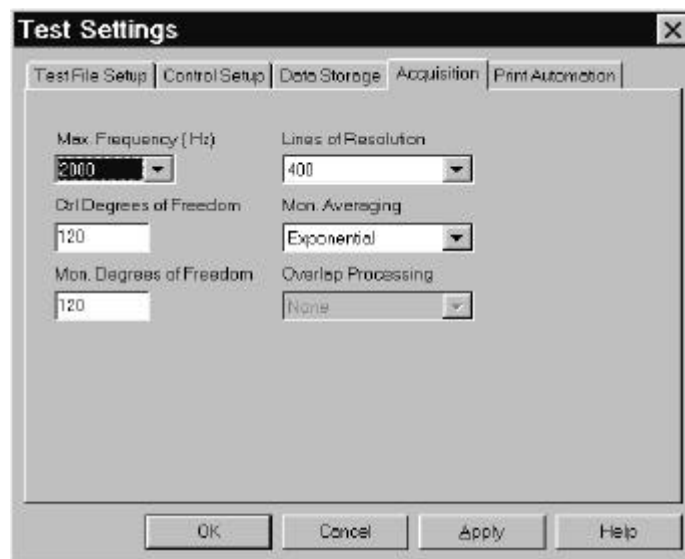 Test Settings
Test File Setup Control Setup Data Storage Acquisition Print Automation
Max. Frequency (Hz) Lines of Resolution
2000 400
Ctrl Degrees of Freedom Mon. Averaging
120 Exponential
Mon. Degrees of Freedom Overlap Processing
120 None
OK Cancel Apply Help